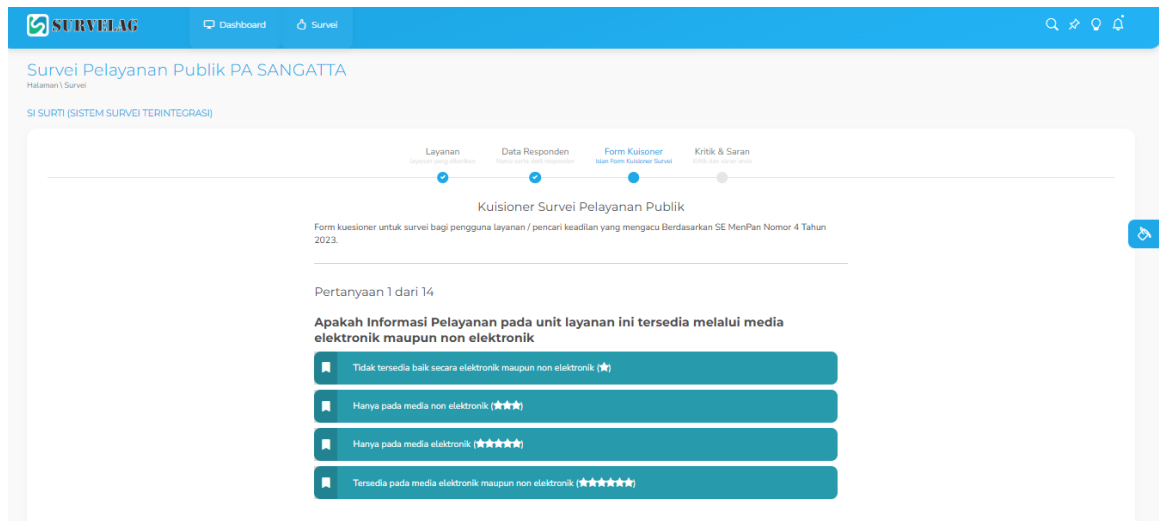 SURVELAG
Dashboard
Survei
Survei Pelayanan Publik PA SANGATTA
Halaman \ Survei
SI SURTI (SISTEM SURVEI TERINTEGRASI)
Layanan
Data Responden
Form Kuisoner
Isian Form Kuisioner Survei
Kritik & Saran
Kuisioner Survei Pelayanan Publik
Form kuesioner untuk survei bagi pengguna layanan / pencari keadilan yang mengacu Berdasarkan SE MenPan Nomor 4 Tahun
2023.
Pertanyaan 1 dari 14
Apakah Informasi Pelayanan pada unit layanan ini tersedia melalui media
elektronik maupun non elektronik
Tidak tersedia baik secara elektronik maupun non elektronik (★)
Hanya pada media non elektronik (★★★)
Hanya pada media elektronik (★★★★★)
Tersedia pada media elektronik maupun non elektronik (★★★★★★)